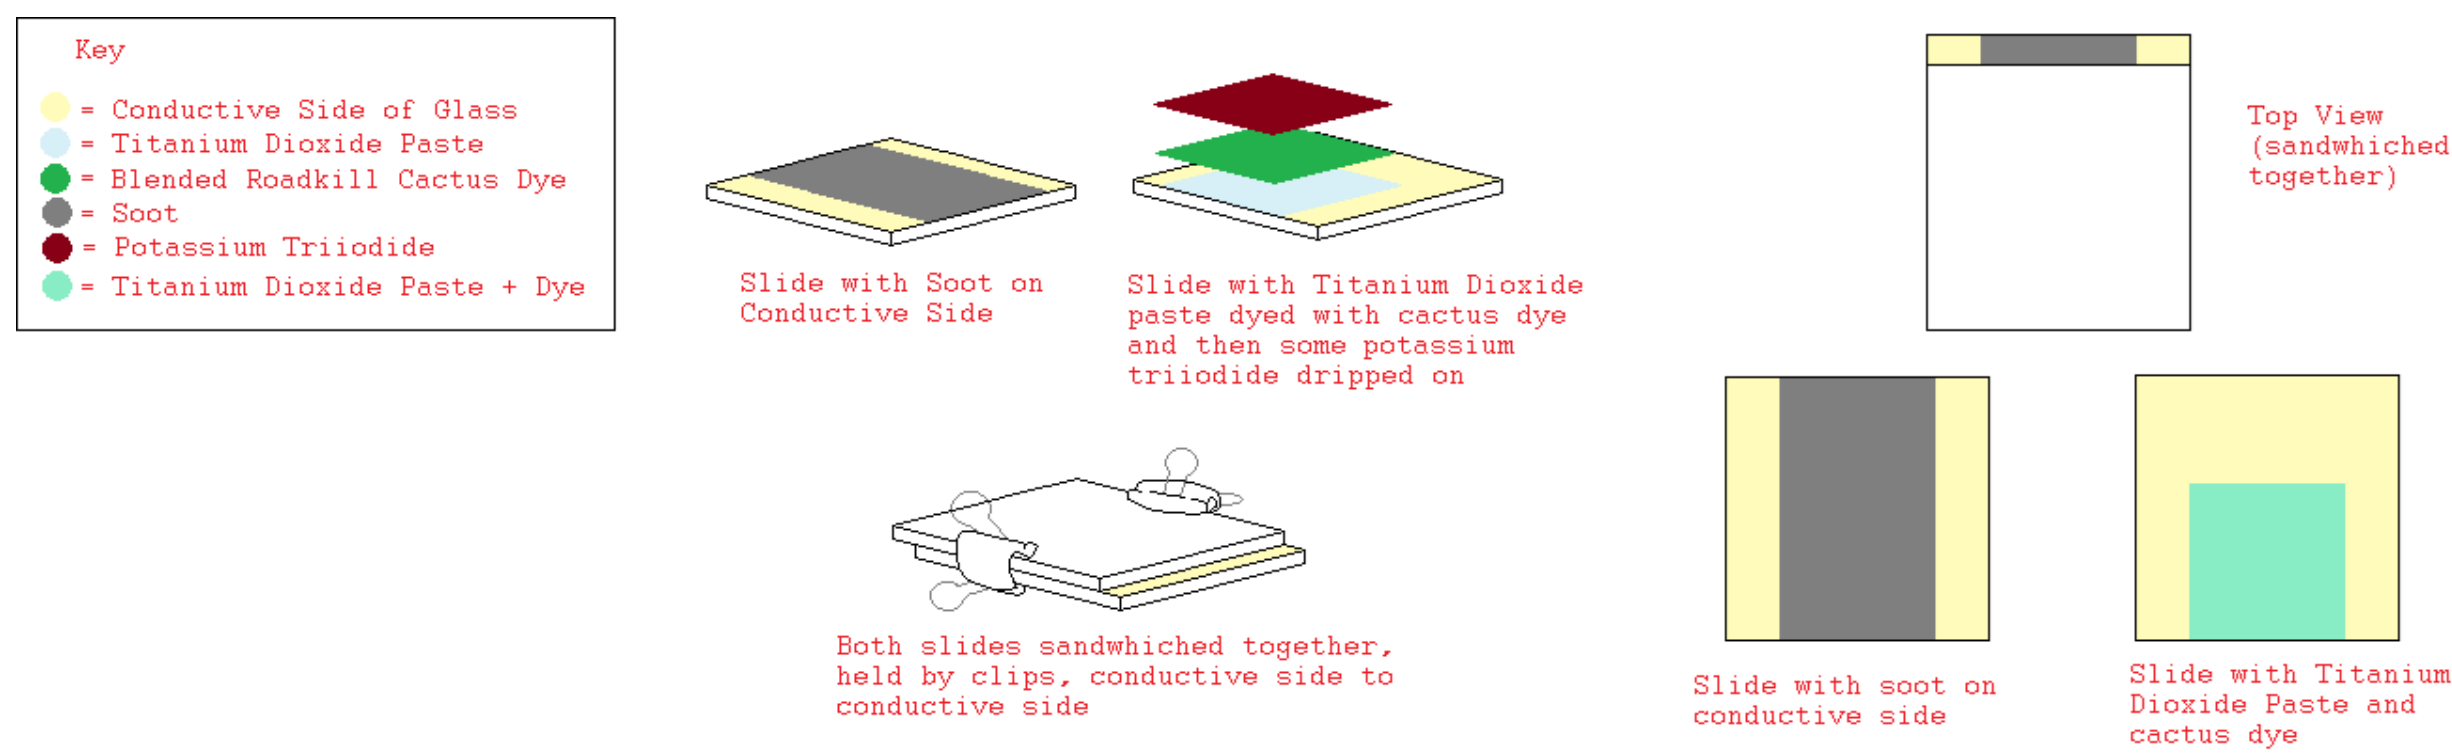 Key
= Conductive Side of Glass
= Titanium Dioxide Paste
= Blended Roadkill Cactus Dye
= Soot
= Potassium Triiodide
= Titanium Dioxide Paste + Dye
Slide with Soot on
Conductive Side
Slide with Titanium Dioxide
paste dyed with cactus dye
and then some potassium
triiodide dripped on
Both slides sandwhiched together,
held by clips, conductive side to
conductive side
Top View
(sandwhiched
together)
Slide with soot on
conductive side
Slide with Titanium
Dioxide Paste and
cactus dye